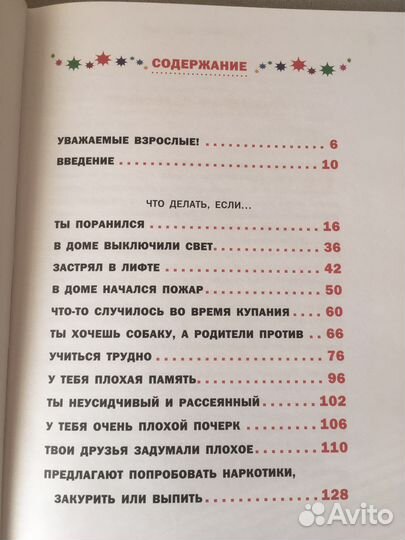 СОДЕРЖАНИЕ
УВАЖАЕМЫЕ ВЗРОСЛЫЕ! . . . . . . . . . . . . . . . . 6
ВВЕДЕНИЕ . . . . . . . . . . . . . . . . . . . . . . . . 10
ЧТО ДЕЛАТЬ, ЕСЛИ...
ТЫ ПОРАНИЛСЯ . . . . . . . . . . . . . . . . . . . . 16
В ДОМЕ ВЫКЛЮЧИЛИ СВЕТ. . . . . . . . . . . . . 36
ЗАСТРЯЛ В ЛИФТЕ . . . . . . . . . . . . . . . . . . 42
В ДОМЕ НАЧАЛСЯ ПОЖАР . . . . . . . . . . . . . . 50
ЧТО-ТО СЛУЧИЛОСЬ ВО ВРЕМЯ КУПАНИЯ . . . . 60
ТЫ ХОЧЕШЬ СОБАКУ, А РОДИТЕЛИ ПРОТИВ . . 66
УЧИТЬСЯ ТРУДНО . . . . . . . . . . . . . . . . . . . 76
У ТЕБЯ ПЛОХАЯ ПАМЯТЬ. . . . . . . . . . . . . . 96
ТЫ НЕУСИДЧИВЫЙ И РАССЕЯННЫЙ . . . . . . . 102
У ТЕБЯ ОЧЕНЬ ПЛОХОЙ ПОЧЕРК . . . . . . . . . 106
ТВОИ ДРУЗЬЯ ЗАДУМАЛИ ПЛОХОЕ. . . . . . . . . 110
ПРЕДЛАГАЮТ ПОПРОБОВАТЬ НАРКОТИКИ,
ЗАКУРИТЬ ИЛИ ВЫПИТЬ . . . . . . . . . . . . . . 128
Avito